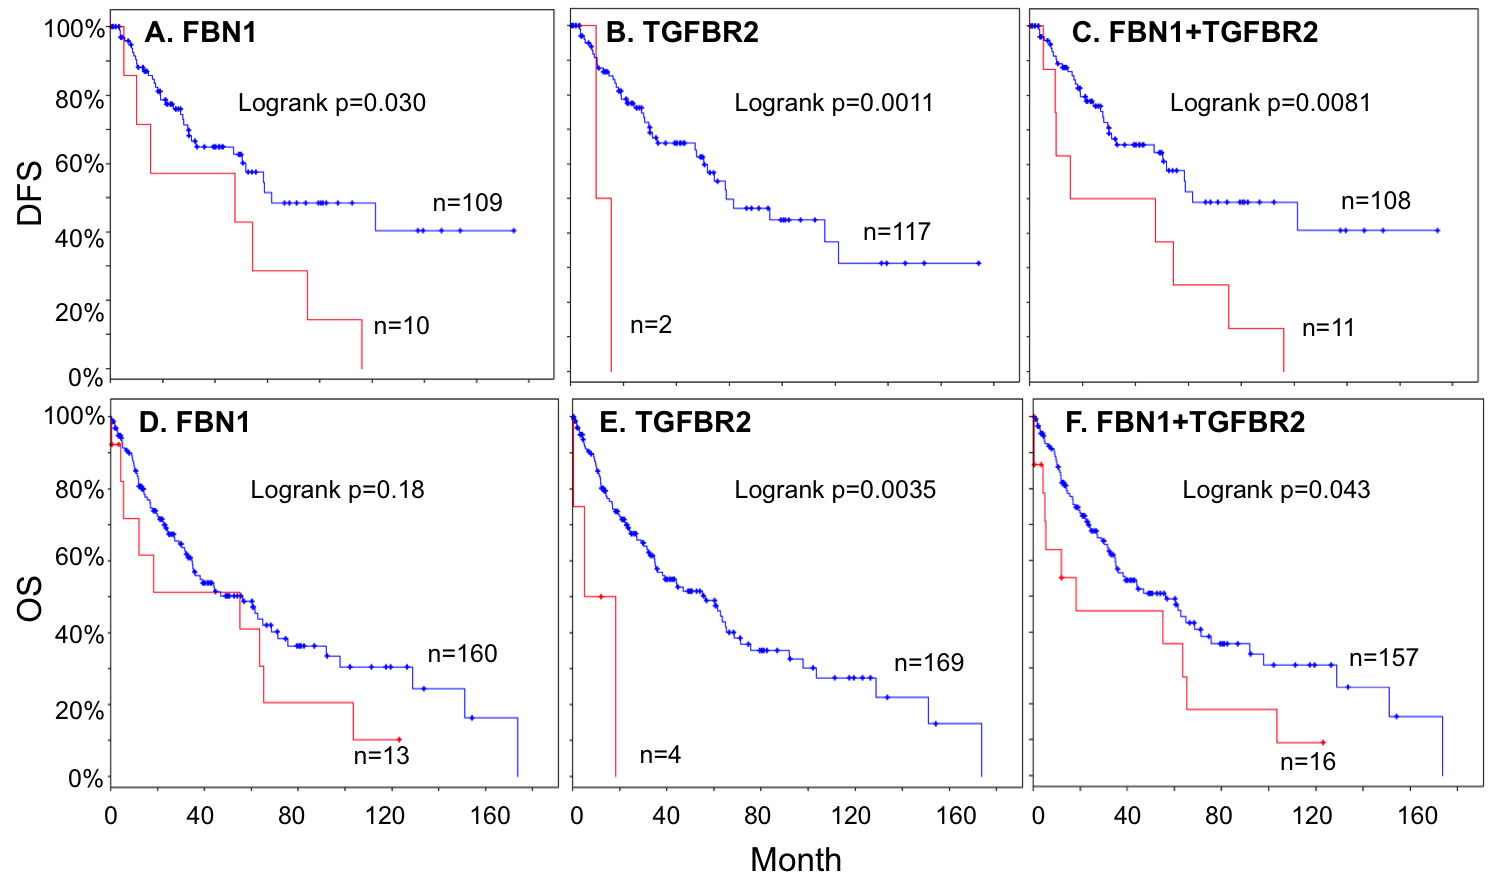 A. FBN1
B. TGFBR2
C. FBN1+TGFBR2
100%
80%
60%
40%
20%
0%
DFS
Logrank p=0.030
Logrank p=0.0011
Logrank p=0.0081
n=109
n=117
n=108
n=10
n=2
n=11
D. FBN1
E. TGFBR2
F. FBN1+TGFBR2
100%
80%
60%
40%
20%
0%
OS
Logrank p=0.18
Logrank p=0.0035
Logrank p=0.043
n=160
n=169
n=157
n=13
n=4
n=16
0 40 80 120 160
0 40 80 120 160
0 40 80 120 160
Month